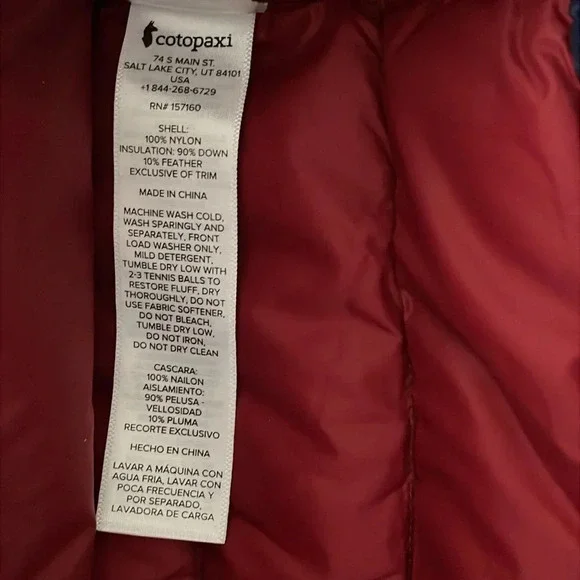 cotopaxi
74 S MAIN ST.
SALT LAKE CITY, UT 84101
USA
+1 844-268-6729
RN# 157160
SHELL:
100% NYLON
INSULATION: 90% DOWN
10% FEATHER
EXCLUSIVE OF TRIM
MADE IN CHINA
MACHINE WASH COLD,
WASH SPARINGLY AND
SEPARATELY, FRONT
LOAD WASHER ONLY,
MILD DETERGENT,
TUMBLE DRY LOW WITH
2-3 TENNIS BALLS TO
RESTORE FLUFF, DRY
THOROUGHLY, DO NOT
USE FABRIC SOFTENER,
DO NOT BLEACH,
TUMBLE DRY LOW,
DO NOT IRON,
DO NOT DRY CLEAN
CASCARA:
100% NAILON
AISLAMIENTO:
90% PELUSA -
VELLOSIDAD
10% PLUMA
RECORTE EXCLUSIVO
HECHO EN CHINA
LAVAR A MÁQUINA CON
AGUA FRIA, LAVAR CON
POCA FRECUENCIA Y
POR SEPARADO,
LAVADORA DE CARGA